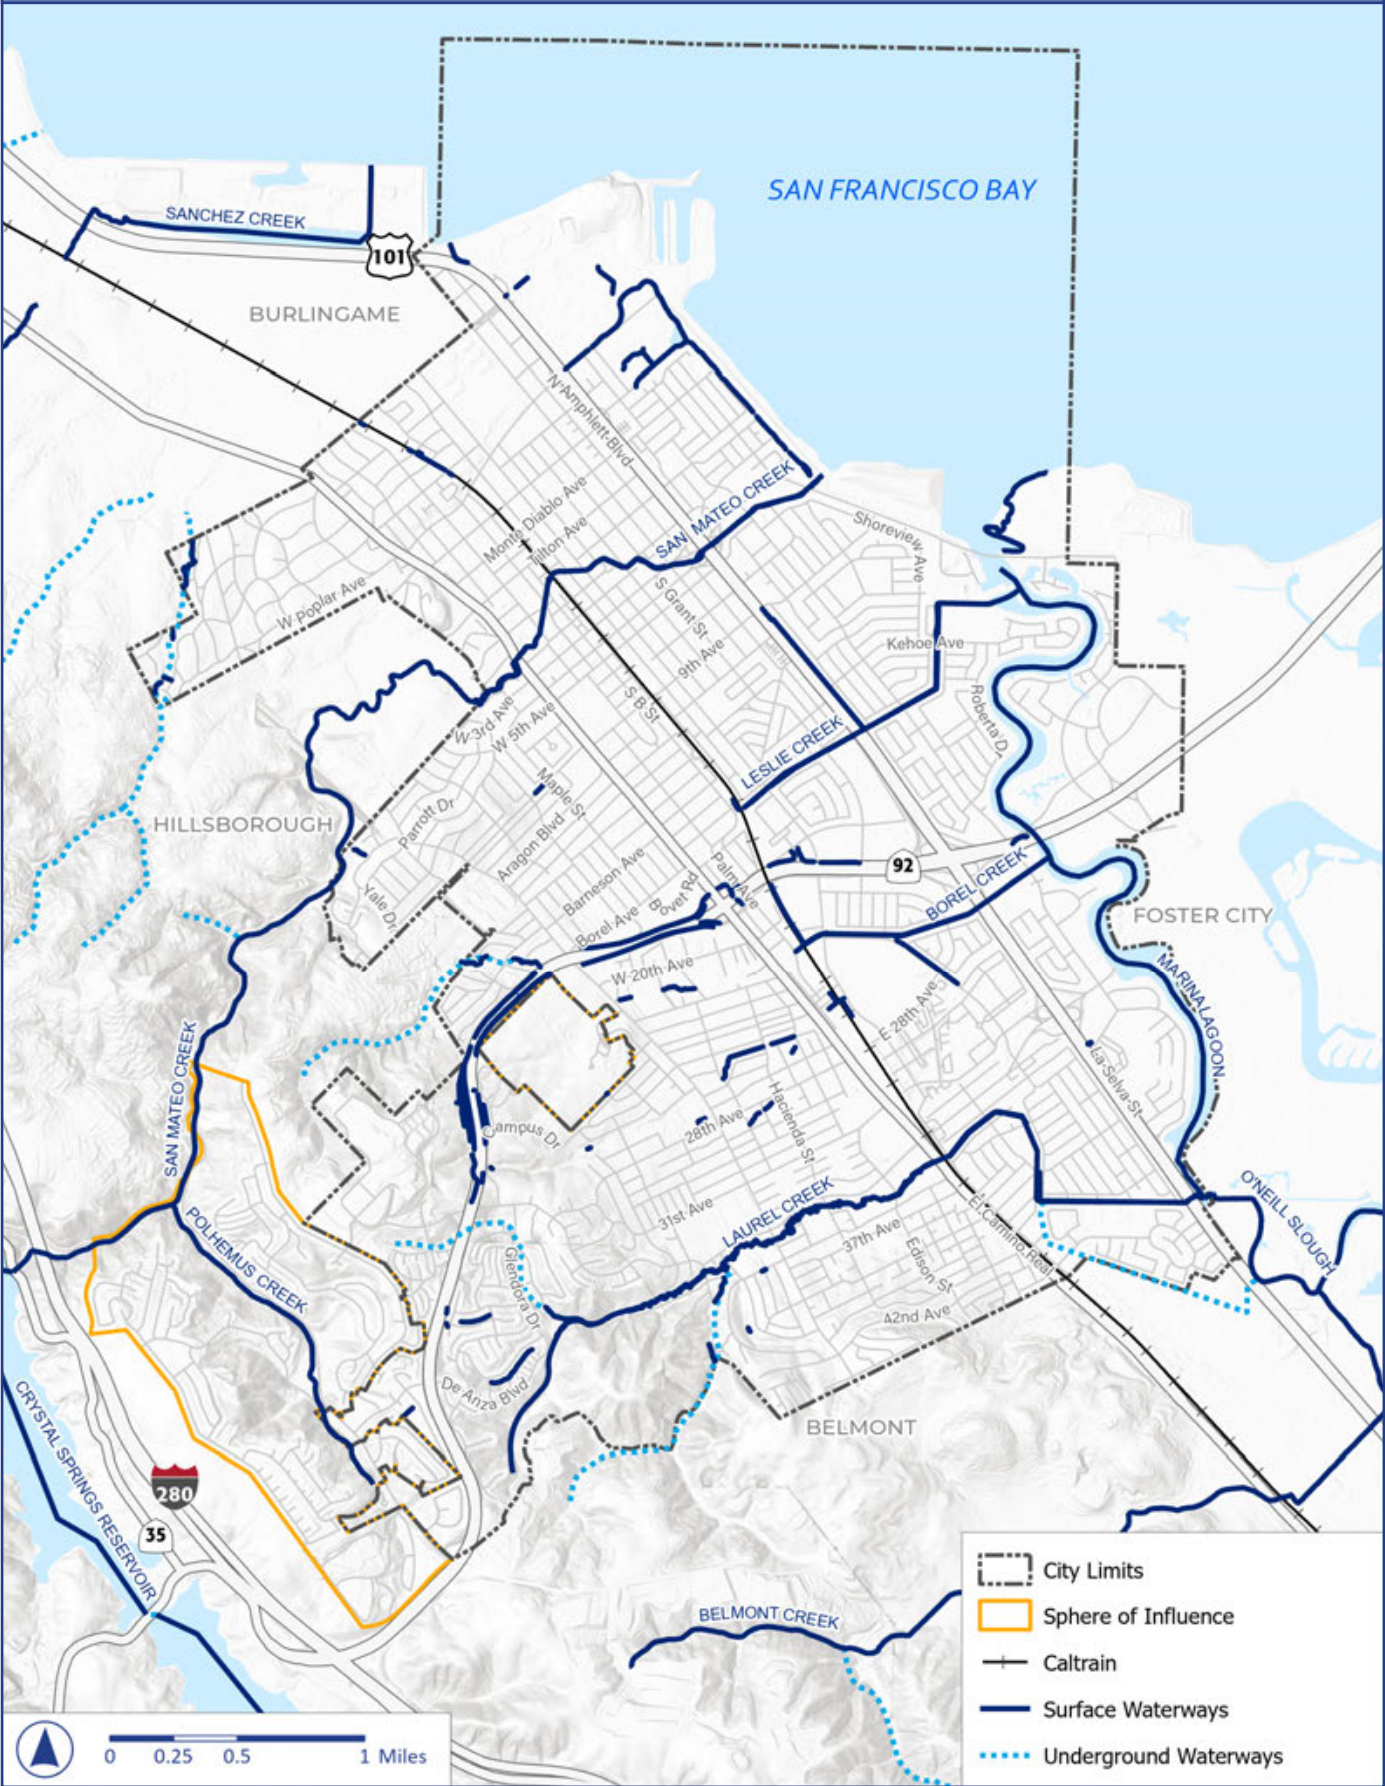 SAN FRANCISCO BAY
SANCHEZ CREEK
101
BURLINGAME
N Amphlett Blvd
SAN MATEO CREEK
Monte Diablo Ave
Tilton Ave
Shoreview Ave
W Poplar Ave
S Grant St
9th Ave
Kehoe Ave
S B St
W 3rd Ave
W 5th Ave
Roberta Dr
LESLIE CREEK
Maple St
Parrott Dr
HILLSBOROUGH
Aragon Blvd
Barneson Ave
Palm Ave
92
BOREL CREEK
Yale Dr
Bovet Rd
Borel Ave
FOSTER CITY
W 20th Ave
MARINA LAGOON
E 28th Ave
SAN MATEO CREEK
La Selva St
Hacienda St
Campus Dr
28th Ave
O'NEILL SLOUGH
POLHEMUS CREEK
31st Ave
LAUREL CREEK
El Camino Real
37th Ave
Edison St
Glendora Dr
42nd Ave
De Anza Blvd
BELMONT
CRYSTAL SPRINGS RESERVOIR
280
35
BELMONT CREEK
City Limits
Sphere of Influence
Caltrain
Surface Waterways
Underground Waterways
0 0.25 0.5 1 Miles